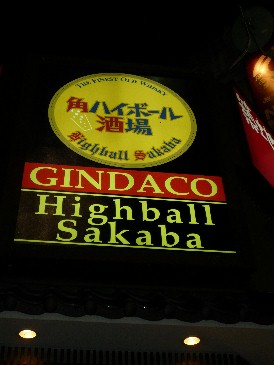 THE FINEST OLD WHISKY
角ハイボール
酒場
Highball Sakaba
GINDACO
Highball
Sakaba